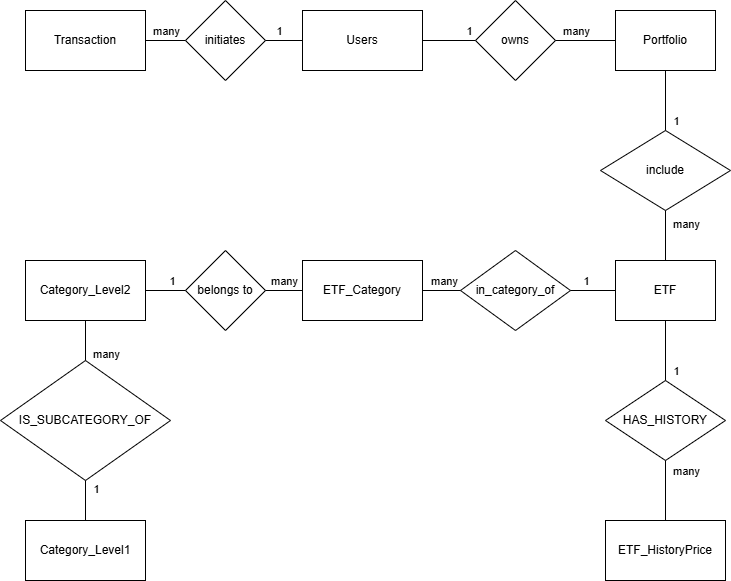 Transaction
many
initiates
1
Users
1
owns
many
Portfolio
1
include
many
Category_Level2
1
belongs to
many
ETF_Category
many
in_category_of
1
ETF
many
1
IS_SUBCATEGORY_OF
HAS_HISTORY
1
many
Category_Level1
ETF_HistoryPrice